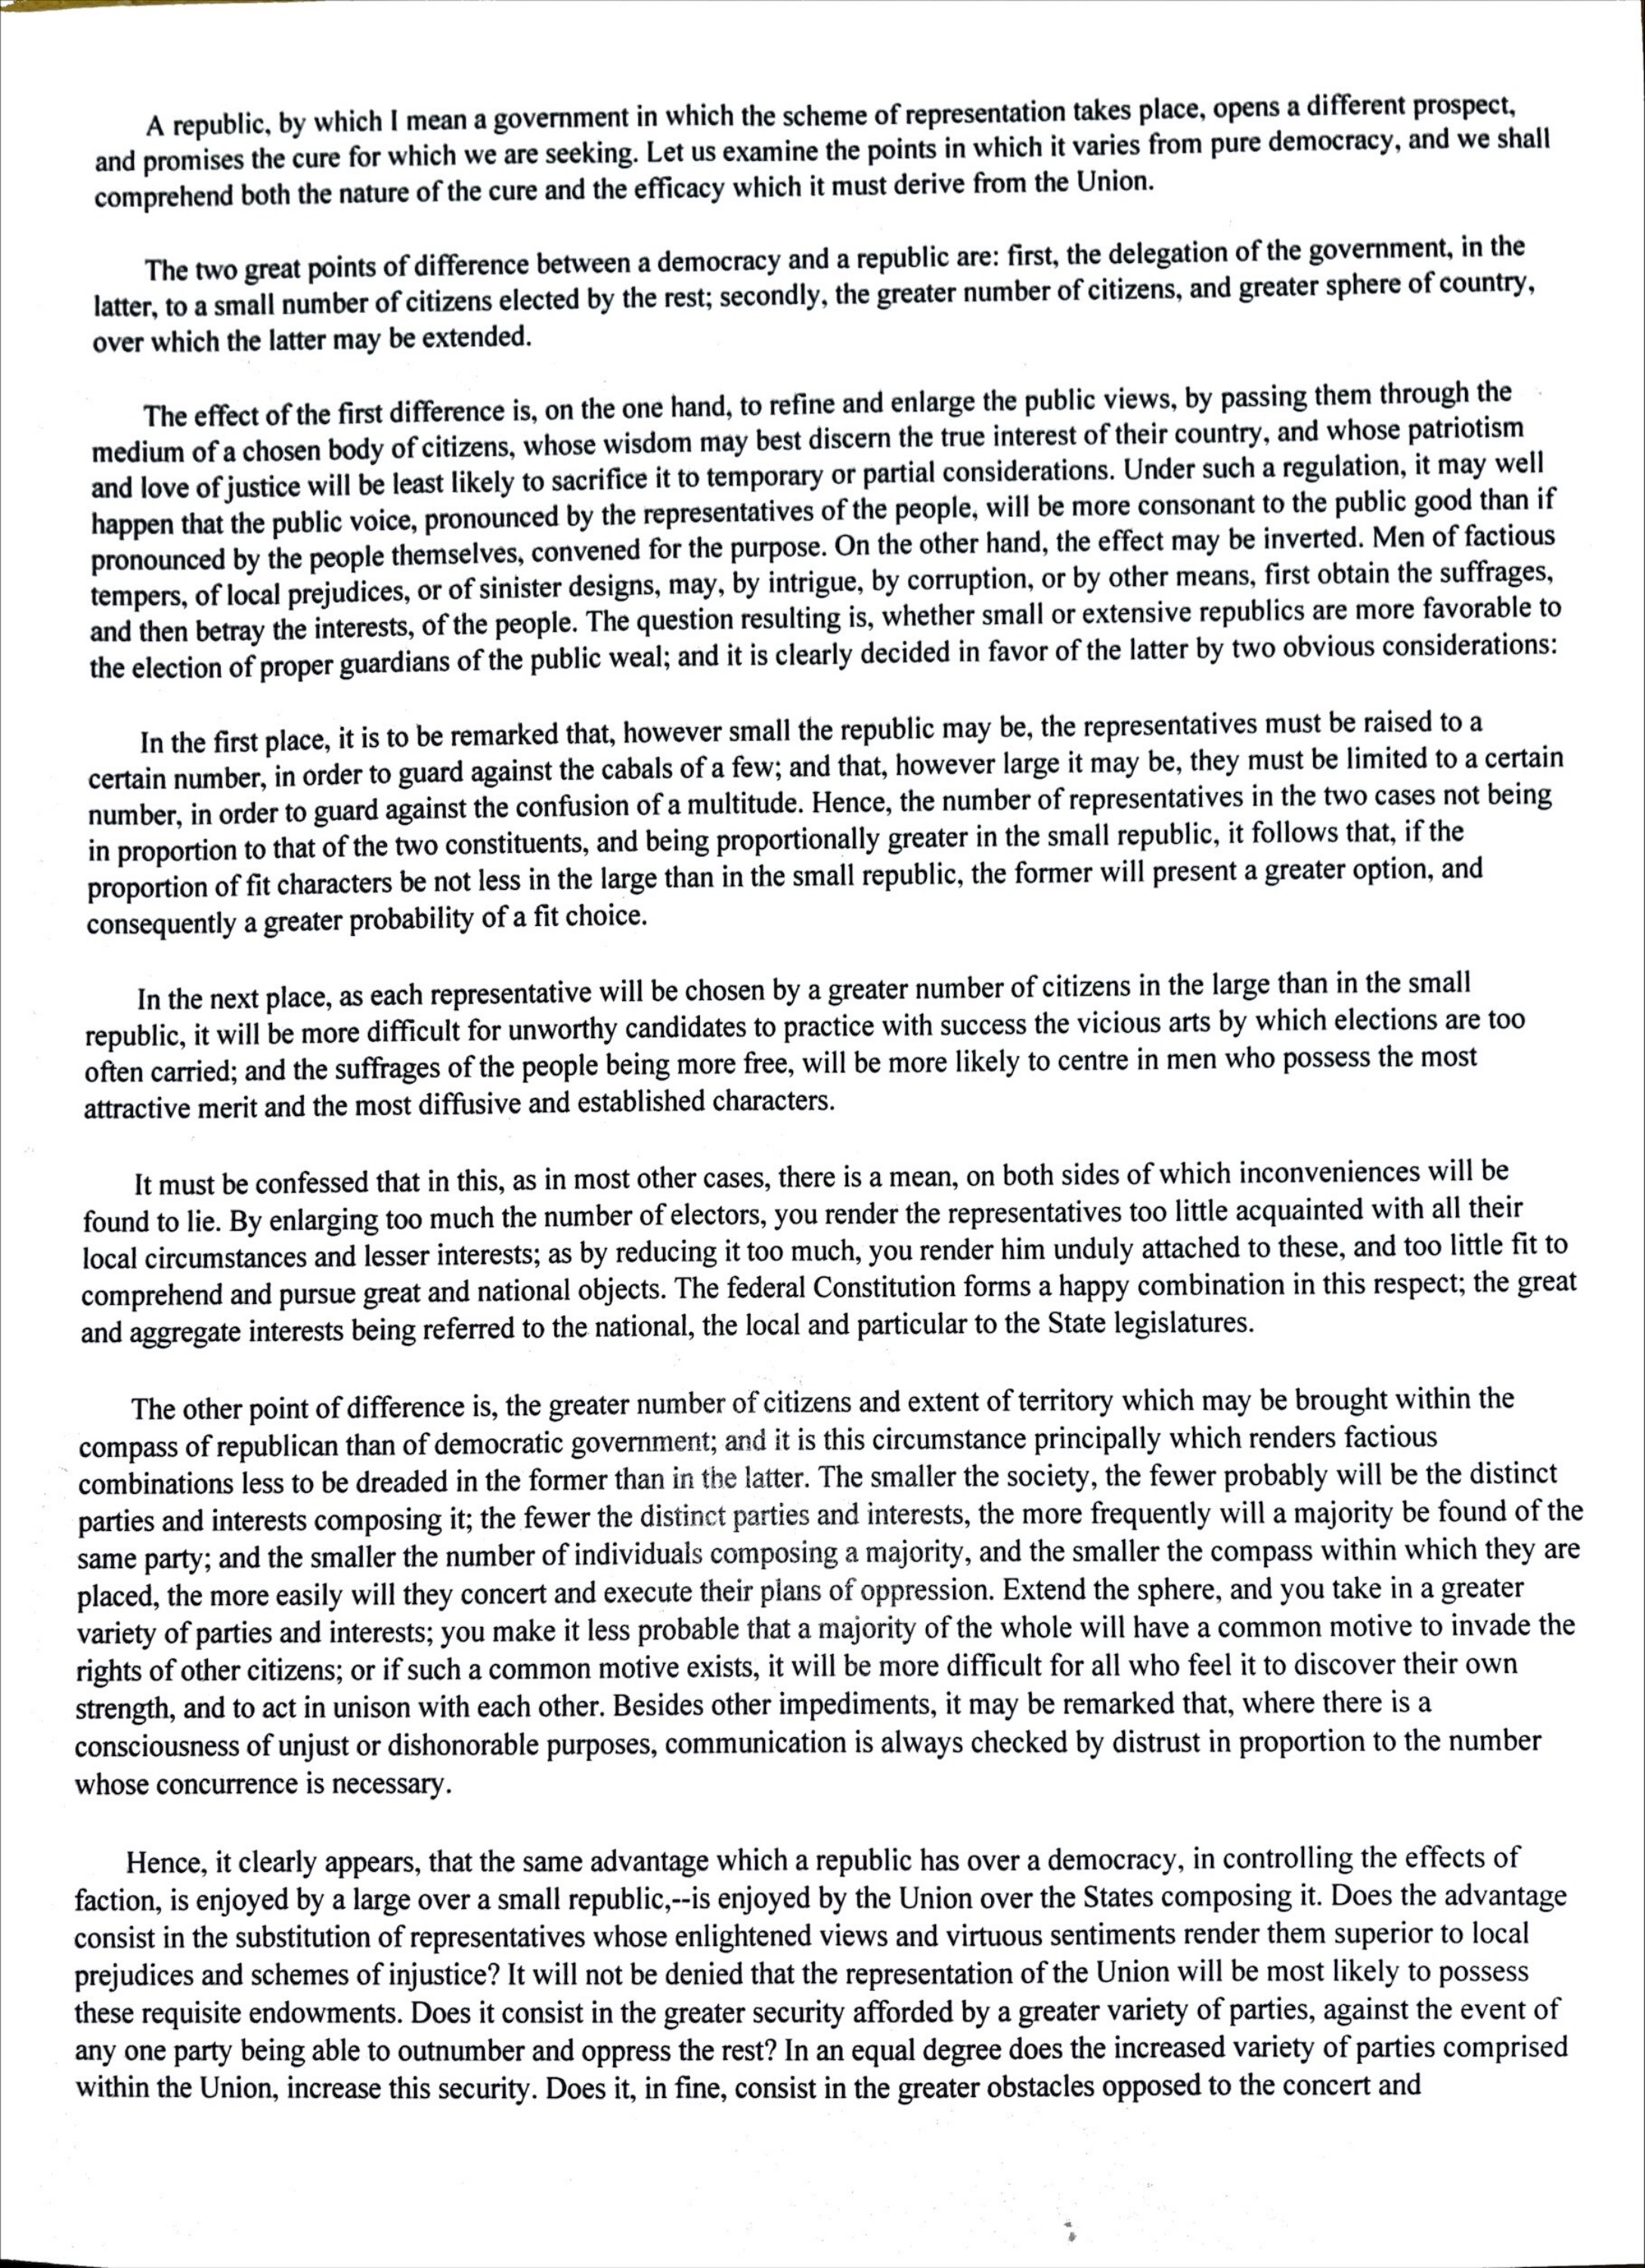 A republic, by which I mean a government in which the scheme of representation takes place, opens a different prospect,
and promises the cure for which we are seeking. Let us examine the points in which it varies from pure democracy, and we shall
comprehend both the nature of the cure and the efficacy which it must derive from the Union.
The two great points of difference between a democracy and a republic are: first, the delegation of the government, in the
latter, to a small number of citizens elected by the rest; secondly, the greater number of citizens, and greater sphere of country,
over which the latter may be extended.
The effect of the first difference is, on the one hand, to refine and enlarge the public views, by passing them through the
medium of a chosen body of citizens, whose wisdom may best discern the true interest of their country, and whose patriotism
and love of justice will be least likely to sacrifice it to temporary or partial considerations. Under such a regulation, it may well
happen that the public voice, pronounced by the representatives of the people, will be more consonant to the public good than if
pronounced by the people themselves, convened for the purpose. On the other hand, the effect may be inverted. Men of factious
tempers, of local prejudices, or of sinister designs, may, by intrigue, by corruption, or by other means, first obtain the suffrages,
and then betray the interests, of the people. The question resulting is, whether small or extensive republics are more favorable to
the election of proper guardians of the public weal; and it is clearly decided in favor of the latter by two obvious considerations:
In the first place, it is to be remarked that, however small the republic may be, the representatives must be raised to a
certain number, in order to guard against the cabals of a few; and that, however large it may be, they must be limited to a certain
number, in order to guard against the confusion of a multitude. Hence, the number of representatives in the two cases not being
in proportion to that of the two constituents, and being proportionally greater in the small republic, it follows that, if the
proportion of fit characters be not less in the large than in the small republic, the former will present a greater option, and
consequently a greater probability of a fit choice.
In the next place, as each representative will be chosen by a greater number of citizens in the large than in the small
republic, it will be more difficult for unworthy candidates to practice with success the vicious arts by which elections are too
often carried; and the suffrages of the people being more free, will be more likely to centre in men who possess the most
attractive merit and the most diffusive and established characters.
It must be confessed that in this, as in most other cases, there is a mean, on both sides of which inconveniences will be
found to lie. By enlarging too much the number of electors, you render the representatives too little acquainted with all their
local circumstances and lesser interests; as by reducing it too much, you render him unduly attached to these, and too little fit to
comprehend and pursue great and national objects. The federal Constitution forms a happy combination in this respect; the great
and aggregate interests being referred to the national, the local and particular to the State legislatures.
The other point of difference is, the greater number of citizens and extent of territory which may be brought within the
compass of republican than of democratic government; and it is this circumstance principally which renders factious
combinations less to be dreaded in the former than in the latter. The smaller the society, the fewer probably will be the distinct
parties and interests composing it; the fewer the distinct parties and interests, the more frequently will a majority be found of the
same party; and the smaller the number of individuals composing a majority, and the smaller the compass within which they are
placed, the more easily will they concert and execute their plans of oppression. Extend the sphere, and you take in a greater
variety of parties and interests; you make it less probable that a majority of the whole will have a common motive to invade the
rights of other citizens; or if such a common motive exists, it will be more difficult for all who feel it to discover their own
strength, and to act in unison with each other. Besides other impediments, it may be remarked that, where there is a
consciousness of unjust or dishonorable purposes, communication is always checked by distrust in proportion to the number
whose concurrence is necessary.
Hence, it clearly appears, that the same advantage which a republic has over a democracy, in controlling the effects of
faction, is enjoyed by a large over a small republic,--is enjoyed by the Union over the States composing it. Does the advantage
consist in the substitution of representatives whose enlightened views and virtuous sentiments render them superior to local
prejudices and schemes of injustice? It will not be denied that the representation of the Union will be most likely to possess
these requisite endowments. Does it consist in the greater security afforded by a greater variety of parties, against the event of
any one party being able to outnumber and oppress the rest? In an equal degree does the increased variety of parties comprised
within the Union, increase this security. Does it, in fine, consist in the greater obstacles opposed to the concert and